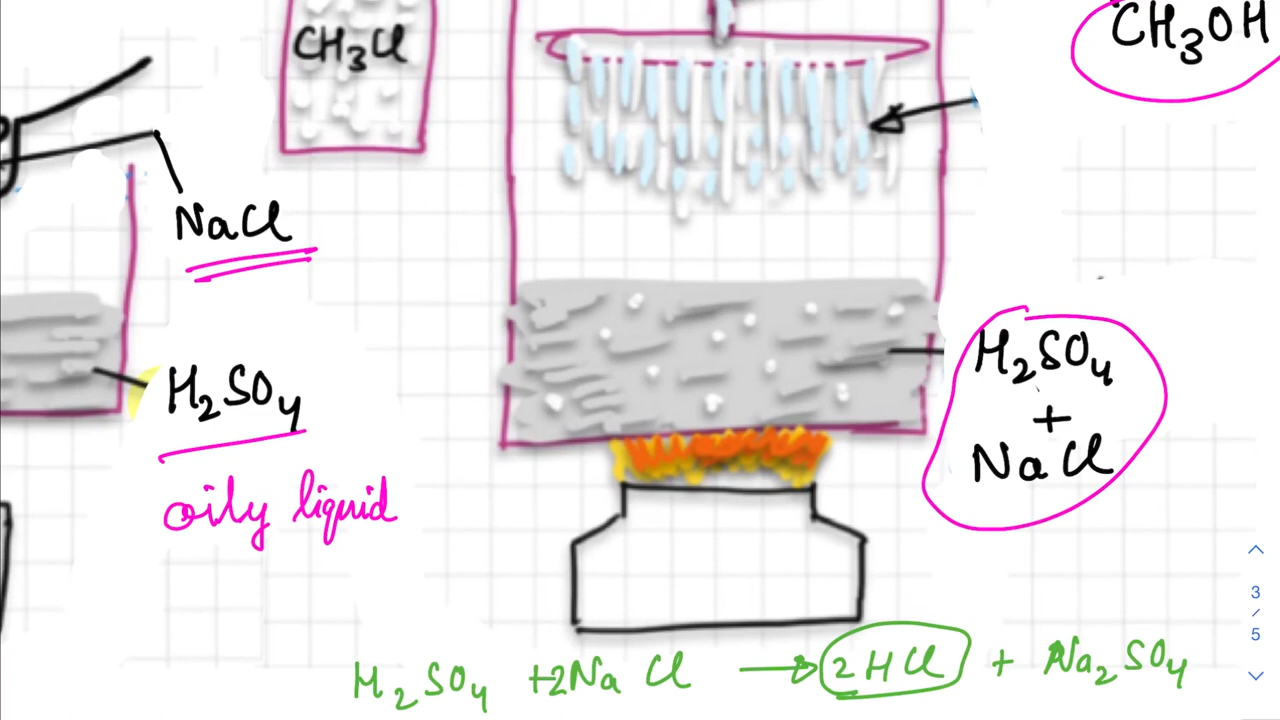 CH3Cl
CH3OH
NaCl
H2SO4
oily liquid
H2SO4
+
NaCl
H2SO4 +2NaCl → 2HCl + Na2SO4
3
/
5